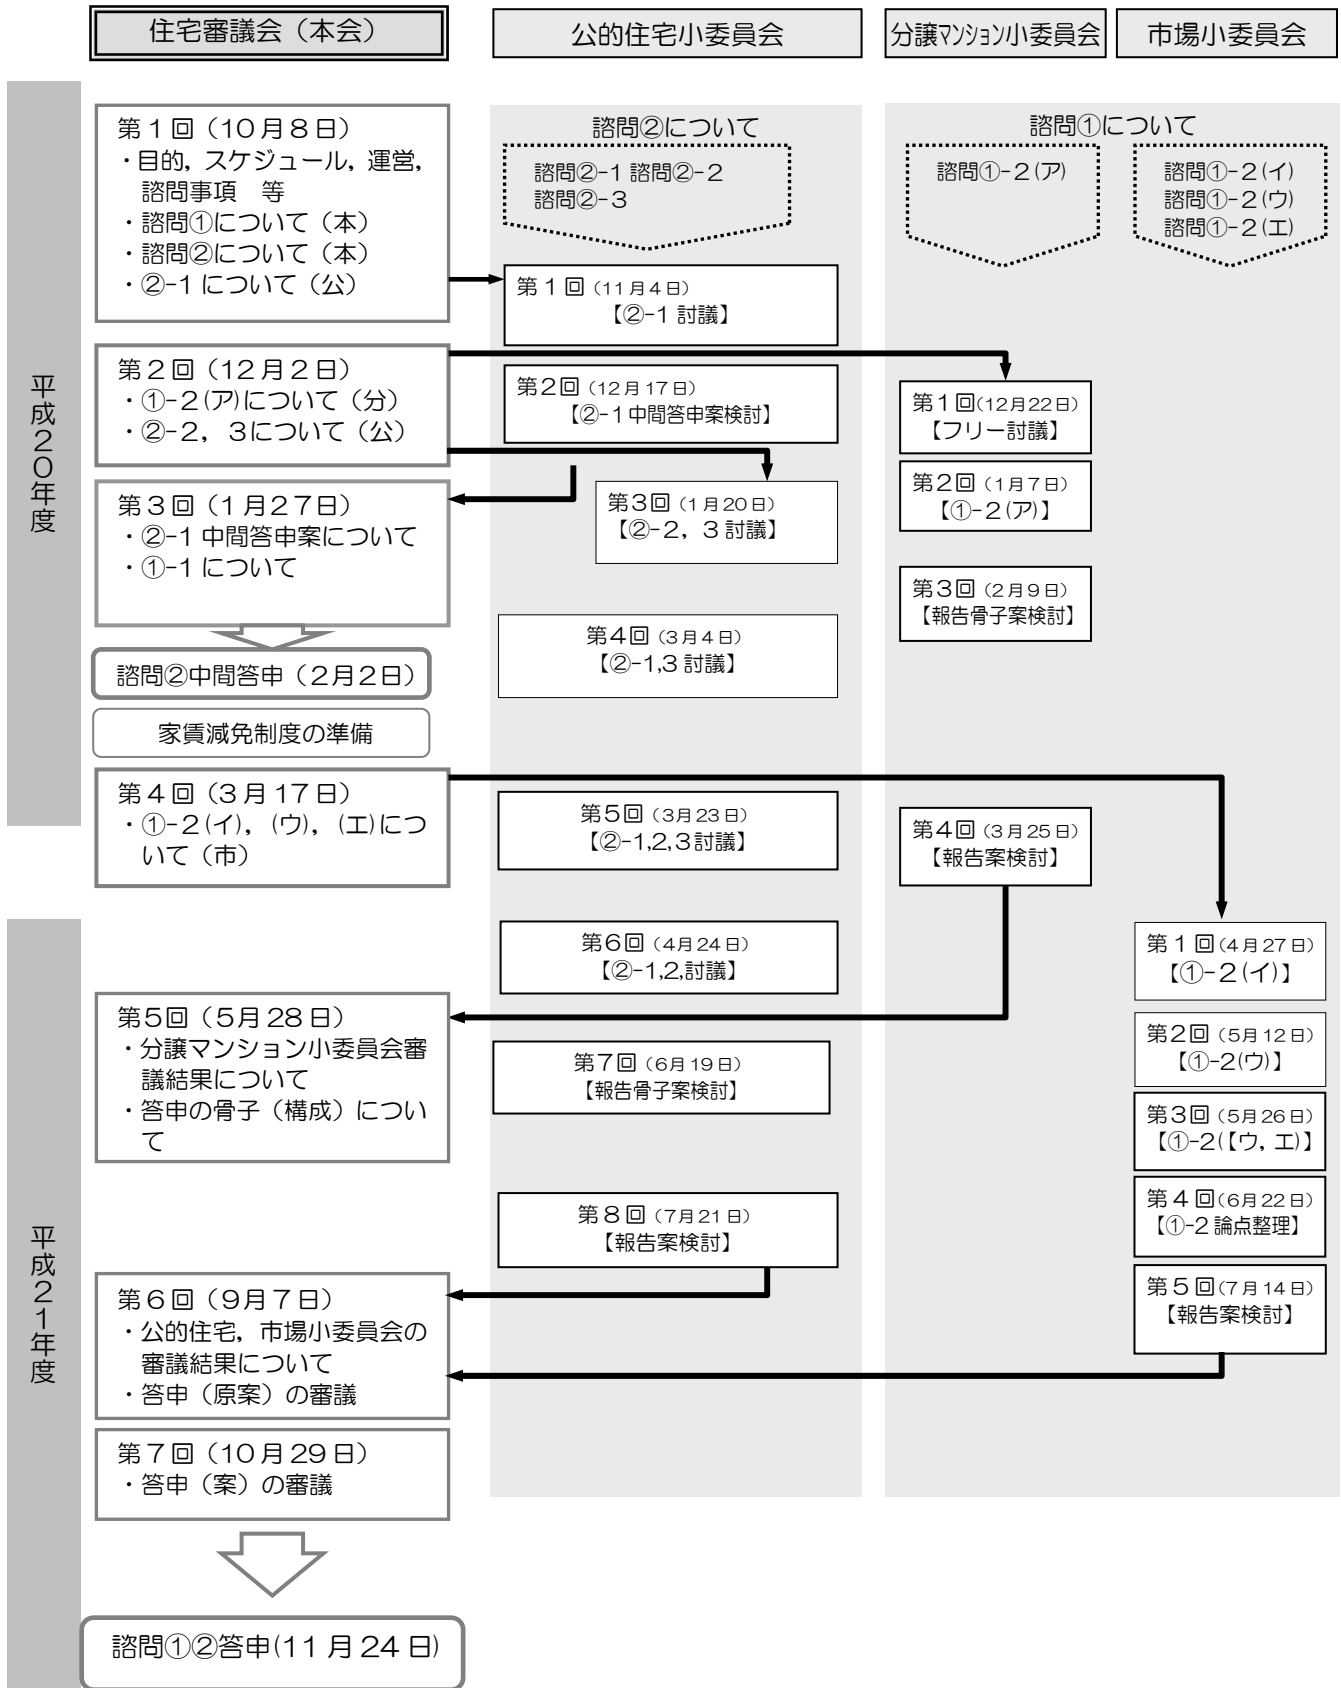 住宅審議会（本会）
公的住宅小委員会
分譲マンション小委員会
市場小委員会
平成20年度
第１回（10月8日）
・目的，スケジュール，運営，
諮問事項　等
・諮問①について（本）
・諮問②について（本）
・②-1について（公）
第２回（12月2日）
・①-2(ア)について（分）
・②-2，3について（公）
第３回（1月27日）
・②-1中間答申案について
・①-1について
諮問②中間答申（2月2日）
家賃減免制度の準備
第４回（3月17日）
・①-2(イ)，(ウ)，(エ)につ
いて（市）
諮問②について
諮問②-1 諮問②-2
諮問②-3
第１回（11月4日）
【②-1 討議】
第２回（12月17日）
【②-1中間答申案検討】
第３回（1月20日）
【②-2，3討議】
第４回（3月4日）
【②-1,3討議】
第５回（3月23日）
【②-1,2,3討議】
諮問①について
諮問①-2(ア)
諮問①-2(イ)
諮問①-2(ウ)
諮問①-2(エ)
第１回(12月22日)
【フリー討議】
第２回（1月7日）
【①-2(ア)】
第３回（2月9日）
【報告骨子案検討】
第４回（3月25日）
【報告案検討】
平成21年度
第５回（5月28日）
・分譲マンション小委員会審
議結果について
・答申の骨子（構成）につい
て
第６回（9月7日）
・公的住宅，市場小委員会の
審議結果について
・答申（原案）の審議
第７回（10月29日）
・答申（案）の審議
諮問①②答申(11月24日)
第６回（4月24日）
【②-1,2,討議】
第７回（6月19日）
【報告骨子案検討】
第８回（7月21日）
【報告案検討】
第１回(4月27日)
【①-2(イ)】
第２回（5月12日）
【①-2(ウ)】
第３回（5月26日）
【①-2(【ウ，エ)】
第４回(6月22日)
【①-2論点整理】
第５回(7月14日)
【報告案検討】